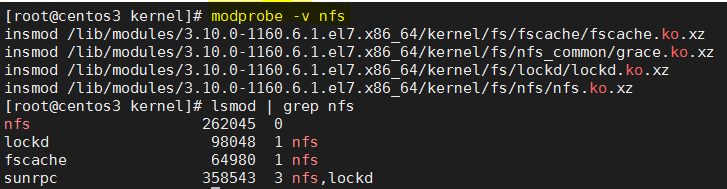 [root@centos3 kernel]# modprobe -v nfs
insmod /lib/modules/3.10.0-1160.6.1.el7.x86_64/kernel/fs/fscache/fscache.ko.xz
insmod /lib/modules/3.10.0-1160.6.1.el7.x86_64/kernel/fs/nfs_common/grace.ko.xz
insmod /lib/modules/3.10.0-1160.6.1.el7.x86_64/kernel/fs/lockd/lockd.ko.xz
insmod /lib/modules/3.10.0-1160.6.1.el7.x86_64/kernel/fs/nfs/nfs.ko.xz
[root@centos3 kernel]# lsmod | grep nfs
nfs                   262045  0
lockd                  98048  1 nfs
fscache                64980  1 nfs
sunrpc                358543  3 nfs,lockd